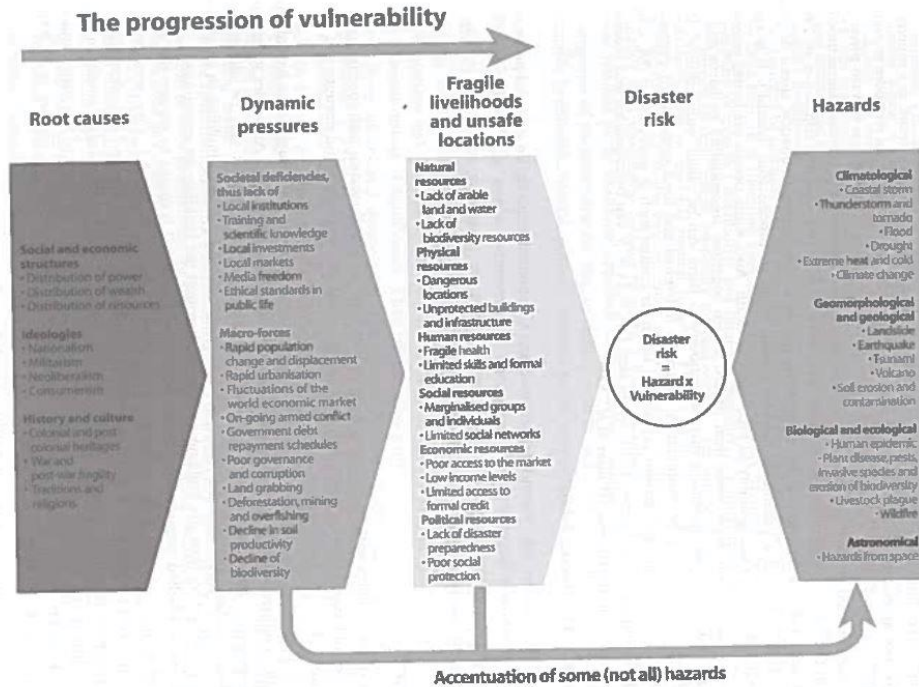 The progression of vulnerability
Root causes
Social and economic
structures
• Distribution of power
• Distribution of wealth
• Distribution of resources
Ideologies
• Nationalism
• Militarism
• Neoliberalism
• Consumerism
History and culture
• Colonial and post
colonial heritages
• War and
post-war fragility
• Traditions and
religions
Dynamic
pressures
Societal deficiencies,
thus lack of
• Local institutions
• Training and
scientific knowledge
• Local investments
• Local markets
• Media freedom
• Ethical standards in
public life
Macro-forces
• Rapid population
change and displacement
• Rapid urbanisation
• Fluctuations of the
world economic market
• On-going armed conflict
• Government debt
repayment schedules
• Poor governance
and corruption
• Land grabbing
• Deforestation, mining
and overfishing
• Decline in soil
productivity
• Decline of
biodiversity
Fragile
livelihoods
and unsafe
locations
Natural
resources
• Lack of arable
land and water
• Lack of
biodiversity resources
Physical
resources
• Dangerous
locations
• Unprotected buildings
and infrastructure
Human resources
• Fragile health
• Limited skills and formal
education
Social resources
• Marginalised groups
and individuals
• Limited social networks
Economic resources
• Poor access to the market
• Low income levels
• Limited access to
formal credit
Political resources
• Lack of disaster
preparedness
• Poor social
protection
Disaster
risk
Disaster
risk
=
Hazard x
Vulnerability
Hazards
Climatological
• Coastal storm
• Thunderstorm and
tornado
• Flood
• Drought
• Extreme heat and cold
• Climate change
Geomorphological
and geological
• Landslide
• Earthquake
• Tsunami
• Volcano
• Soil erosion and
contamination
Biological and ecological
• Human epidemic
• Plant disease, pests,
invasive species and
erosion of biodiversity
• Livestock plague
• Wildfire
Astronomical
• Hazards from space
Accentuation of some (not all) hazards